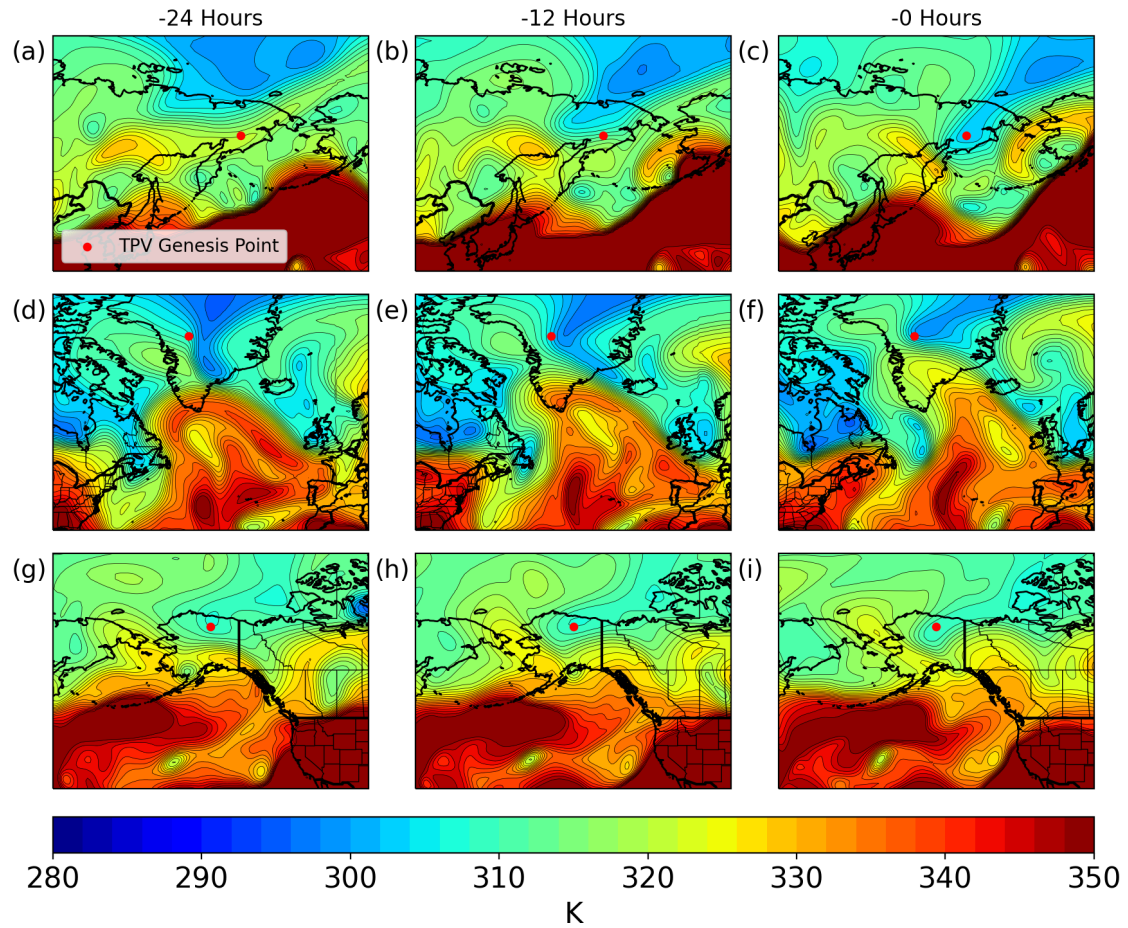 -24 Hours
-12 Hours
-0 Hours
(a)
(b)
(c)
TPV Genesis Point
(d)
(e)
(f)
(g)
(h)
(i)
280
290
300
310
320
330
340
350
K